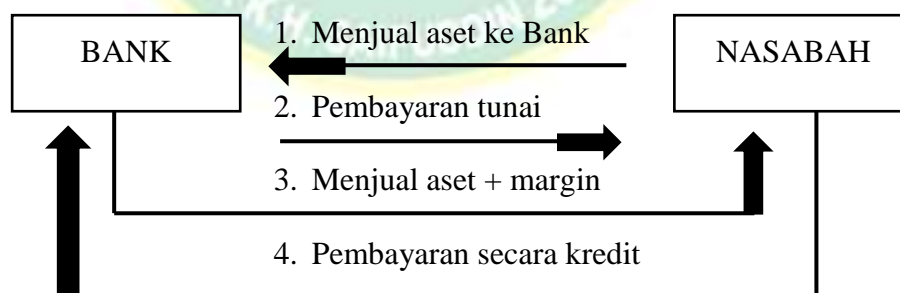 BANK
NASABAH
1. Menjual aset ke Bank
2. Pembayaran tunai
3. Menjual aset + margin
4. Pembayaran secara kredit